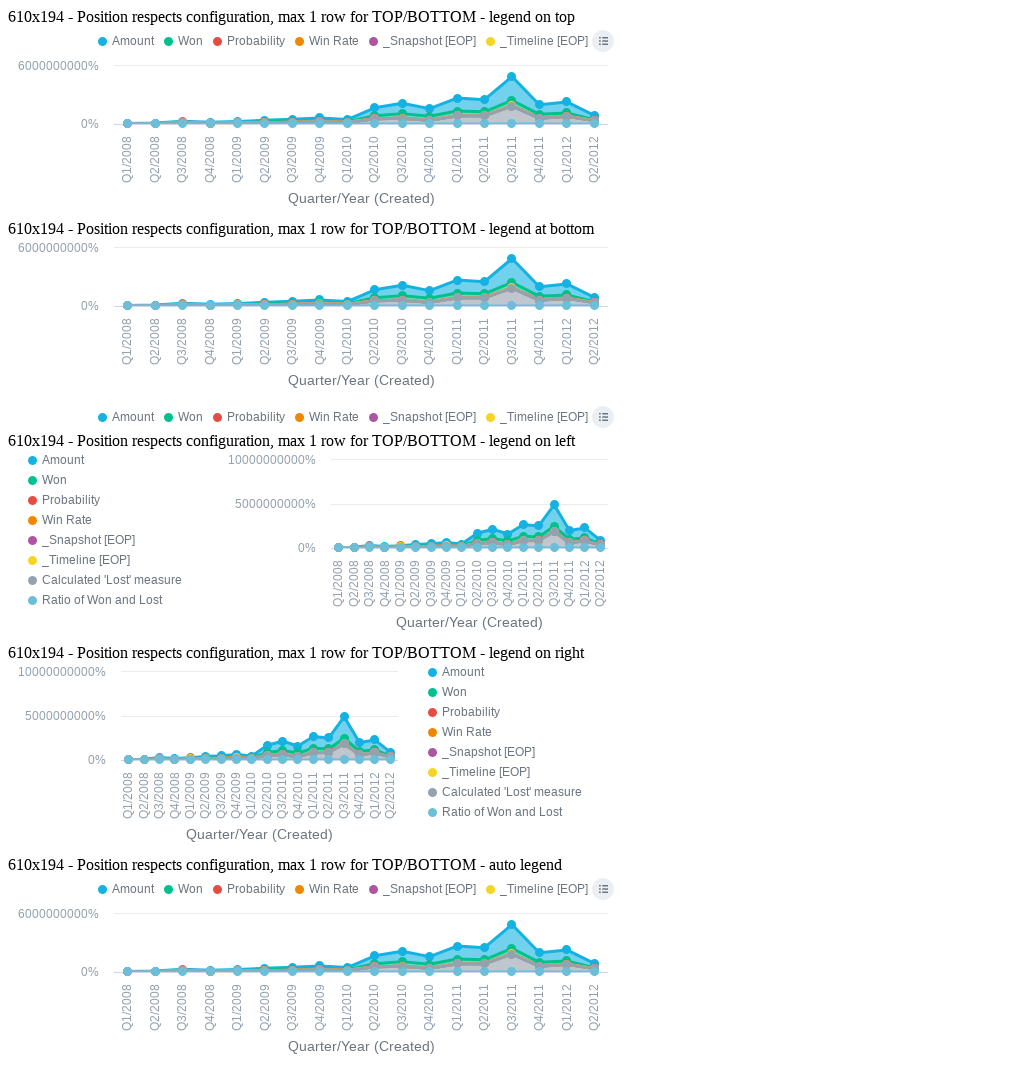 610x194 - Position respects configuration, max 1 row for TOP/BOTTOM - legend on top
Amount Won Probability Win Rate _Snapshot [EOP] _Timeline [EOP]
6000000000%
0%
Q1/2008 Q2/2008 Q3/2008 Q4/2008 Q1/2009 Q2/2009 Q3/2009 Q4/2009 Q1/2010 Q2/2010 Q3/2010 Q4/2010 Q1/2011 Q2/2011 Q3/2011 Q4/2011 Q1/2012 Q2/2012
Quarter/Year (Created)
610x194 - Position respects configuration, max 1 row for TOP/BOTTOM - legend at bottom
6000000000%
0%
Q1/2008 Q2/2008 Q3/2008 Q4/2008 Q1/2009 Q2/2009 Q3/2009 Q4/2009 Q1/2010 Q2/2010 Q3/2010 Q4/2010 Q1/2011 Q2/2011 Q3/2011 Q4/2011 Q1/2012 Q2/2012
Quarter/Year (Created)
Amount Won Probability Win Rate _Snapshot [EOP] _Timeline [EOP]
610x194 - Position respects configuration, max 1 row for TOP/BOTTOM - legend on left
Amount
Won
Probability
Win Rate
_Snapshot [EOP]
_Timeline [EOP]
Calculated 'Lost' measure
Ratio of Won and Lost
10000000000%
5000000000%
0%
Q1/2008 Q2/2008 Q3/2008 Q4/2008 Q1/2009 Q2/2009 Q3/2009 Q4/2009 Q1/2010 Q2/2010 Q3/2010 Q4/2010 Q1/2011 Q2/2011 Q3/2011 Q4/2011 Q1/2012 Q2/2012
Quarter/Year (Created)
610x194 - Position respects configuration, max 1 row for TOP/BOTTOM - legend on right
10000000000%
5000000000%
0%
Q1/2008 Q2/2008 Q3/2008 Q4/2008 Q1/2009 Q2/2009 Q3/2009 Q4/2009 Q1/2010 Q2/2010 Q3/2010 Q4/2010 Q1/2011 Q2/2011 Q3/2011 Q4/2011 Q1/2012 Q2/2012
Quarter/Year (Created)
Amount
Won
Probability
Win Rate
_Snapshot [EOP]
_Timeline [EOP]
Calculated 'Lost' measure
Ratio of Won and Lost
610x194 - Position respects configuration, max 1 row for TOP/BOTTOM - auto legend
Amount Won Probability Win Rate _Snapshot [EOP] _Timeline [EOP]
6000000000%
0%
Q1/2008 Q2/2008 Q3/2008 Q4/2008 Q1/2009 Q2/2009 Q3/2009 Q4/2009 Q1/2010 Q2/2010 Q3/2010 Q4/2010 Q1/2011 Q2/2011 Q3/2011 Q4/2011 Q1/2012 Q2/2012
Quarter/Year (Created)